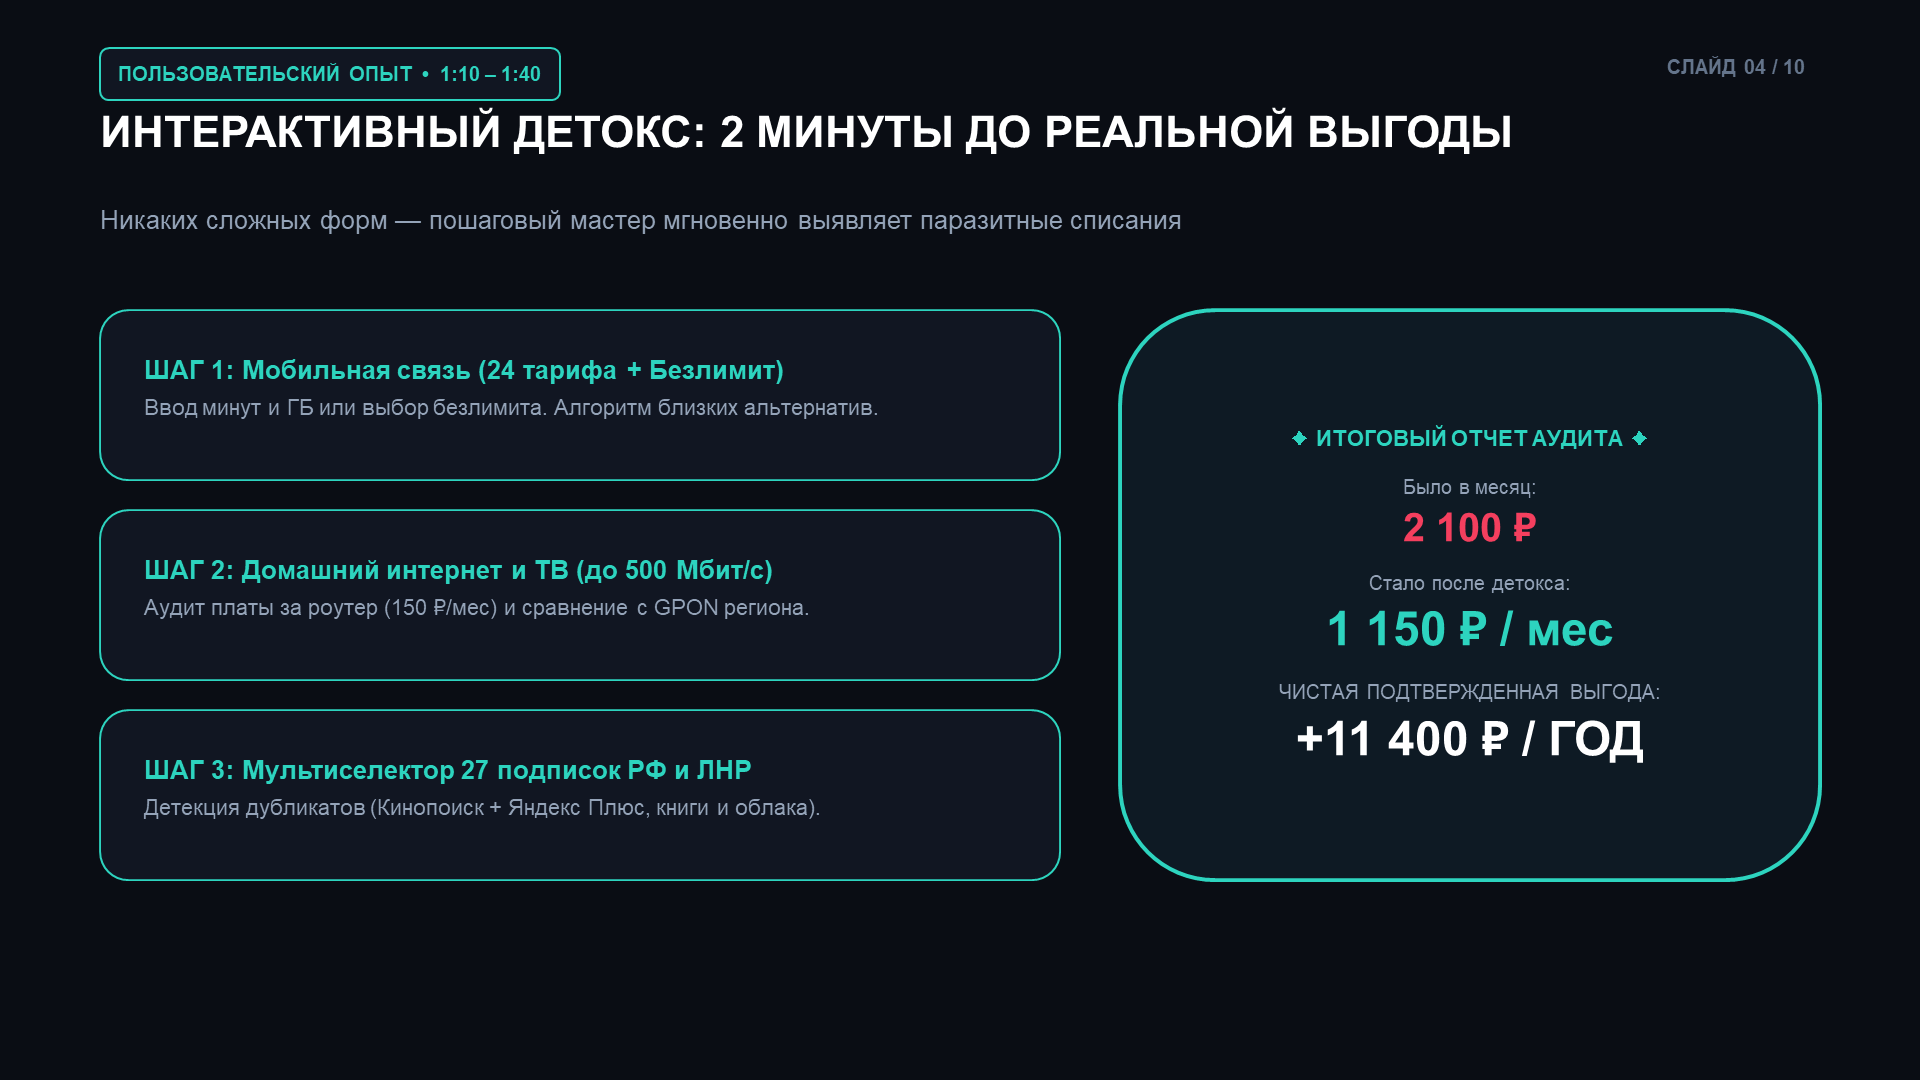 ПОЛЬЗОВАТЕЛЬСКИЙ ОПЫТ • 1:10 – 1:40
СЛАЙД 04 / 10
ИНТЕРАКТИВНЫЙ ДЕТОКС: 2 МИНУТЫ ДО РЕАЛЬНОЙ ВЫГОДЫ
Никаких сложных форм — пошаговый мастер мгновенно выявляет паразитные списания
ШАГ 1: Мобильная связь (24 тарифа + Безлимит)
Ввод минут и ГБ или выбор безлимита. Алгоритм близких альтернатив.
ШАГ 2: Домашний интернет и ТВ (до 500 Мбит/с)
Аудит платы за роутер (150 ₽/мес) и сравнение с GPON региона.
ШАГ 3: Мультиселектор 27 подписок РФ и ЛНР
Детекция дубликатов (Кинопоиск + Яндекс Плюс, книги и облака).
❖ ИТОГОВЫЙ ОТЧЕТ АУДИТА ❖
Было в месяц:
2 100 ₽
Стало после детокса:
1 150 ₽ / мес
ЧИСТАЯ ПОДТВЕРЖДЕННАЯ ВЫГОДА:
+11 400 ₽ / ГОД